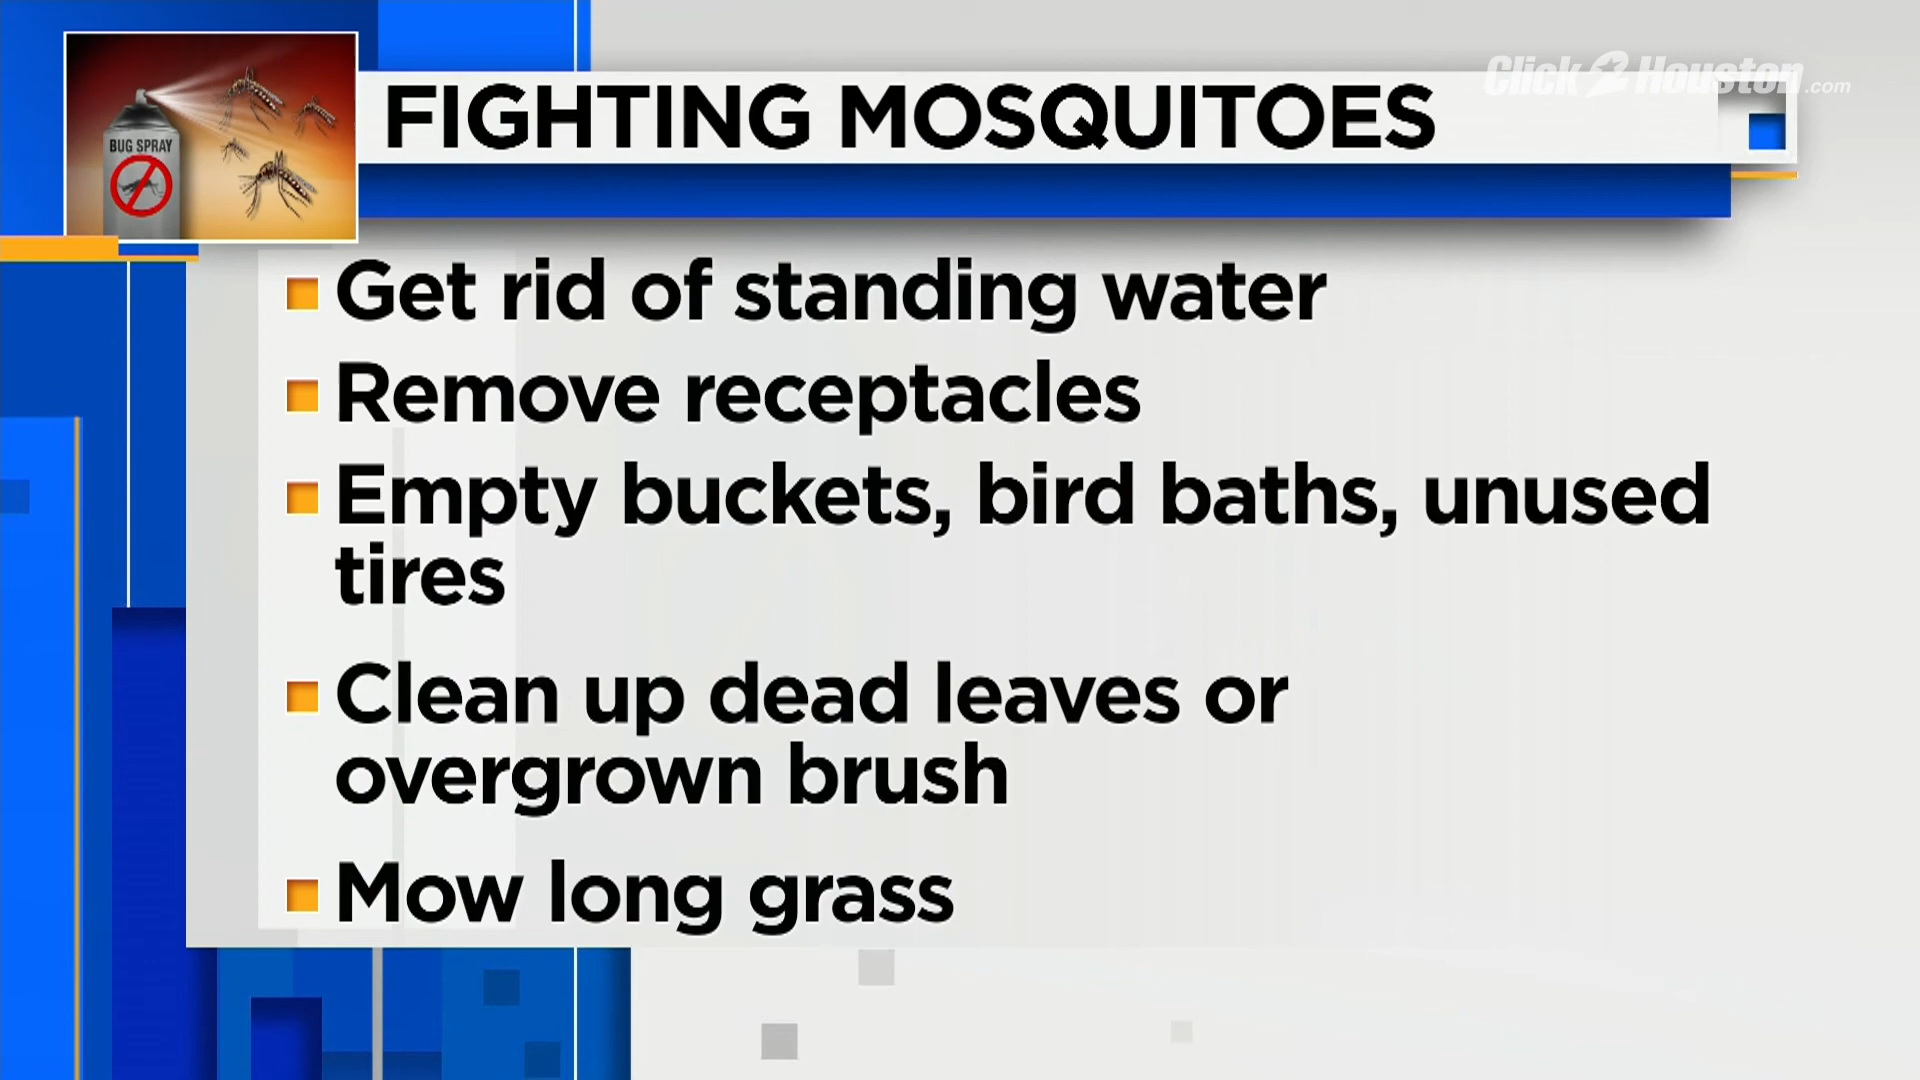 Click2Houston.com
FIGHTING MOSQUITOES
BUG SPRAY
Get rid of standing water
Remove receptacles
Empty buckets, bird baths, unused
tires
Clean up dead leaves or
overgrown brush
Mow long grass